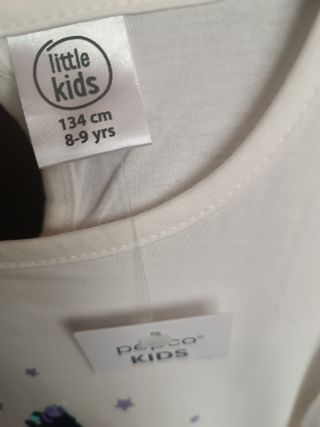 little
kids
134 cm
8-9 yrs
pepco®
KIDS